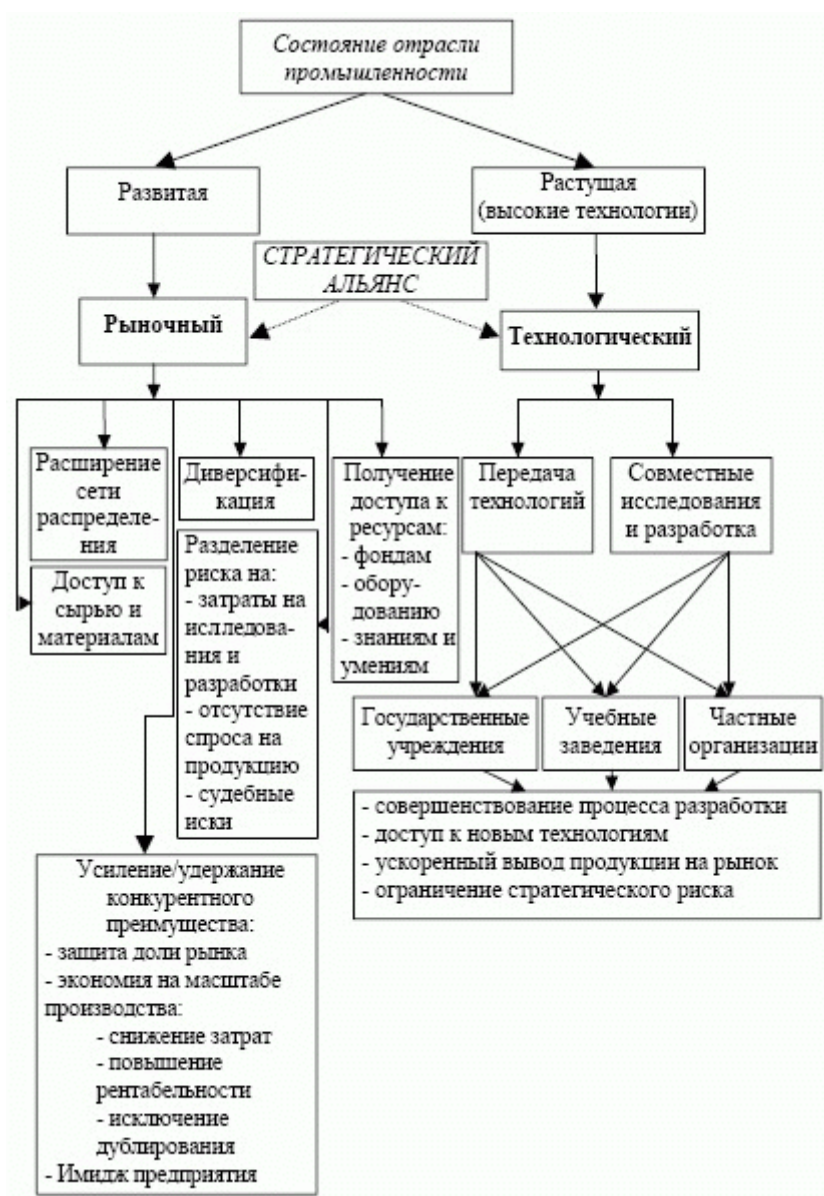 Состояние отрасли
промышленности
Развитая
Растущая
(высокие технологии)
СТРАТЕГИЧЕСКИЙ
АЛЬЯНС
Рыночный
Технологический
Расширение
сети
распределе-
ния
Доступ к
сырью и
материалам
Диверсифи-
кация
Разделение
риска на:
- затраты на
ислледова-
ния и
разработки
- отсутствие
спроса на
продукцию
- судебные
иски
Получение
доступа к
ресурсам:
- фондам
- обору-
дованию
- знаниям и
умениям
Передача
технологий
Совместные
исследования
и разработка
Государственные
учреждения
Учебные
заведения
Частные
организации
- совершенствование процесса разработки
- доступ к новым технологиям
- ускоренный вывод продукции на рынок
- ограничение стратегического риска
Усиление/удержание
конкурентного
преимущества:
- защита доли рынка
- экономия на масштабе
производства:
- снижение затрат
- повышение
рентабельности
- исключение
дублирования
- Имидж предприятия